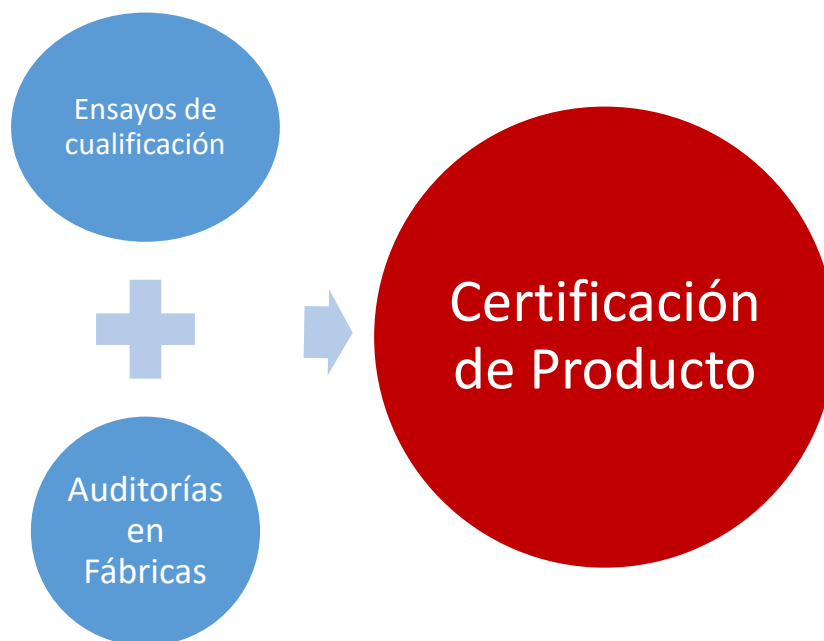 Ensayos de
cualificación
Certificación
de Producto
Auditorías
en
Fábricas